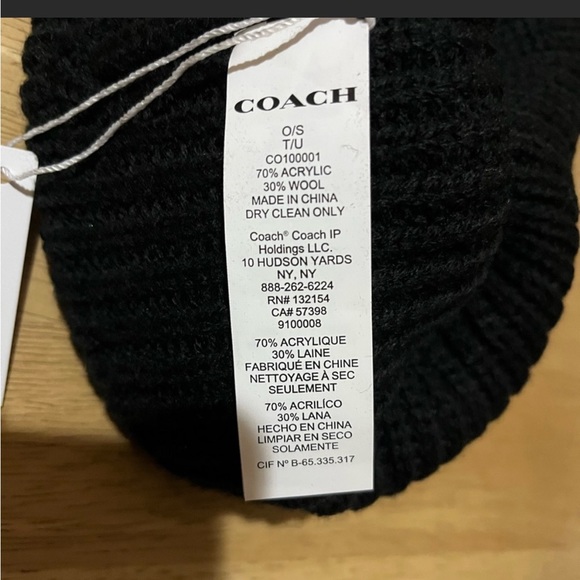 COACH
O/S
T/U
CO100001
70% ACRYLIC
30% WOOL
MADE IN CHINA
DRY CLEAN ONLY
Coach® Coach IP
Holdings LLC.
10 HUDSON YARDS
NY, NY
888-262-6224
RN# 132154
CA# 57398
9100008
70% ACRYLIQUE
30% LAINE
FABRIQUÉ EN CHINE
NETTOYAGE À SEC
SEULEMENT
70% ACRILÍCO
30% LANA
HECHO EN CHINA
LIMPIAR EN SECO
SOLAMENTE
CIF Nº B-65.335.317